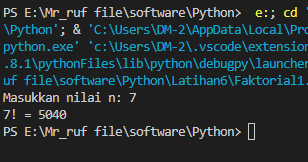 PS E:\Mr_ruf file\software\Python>  e:; cd '
\Python'; & 'C:\Users\DM-2\AppData\Local\Pro
python.exe' 'c:\Users\DM-2\.vscode\extension
.8.1\pythonFiles\lib\python\debugpy\launcher
uf file\software\Python\Latihan6\Faktorial1.
Masukkan nilai n: 7
7! = 5040
PS E:\Mr_ruf file\software\Python>